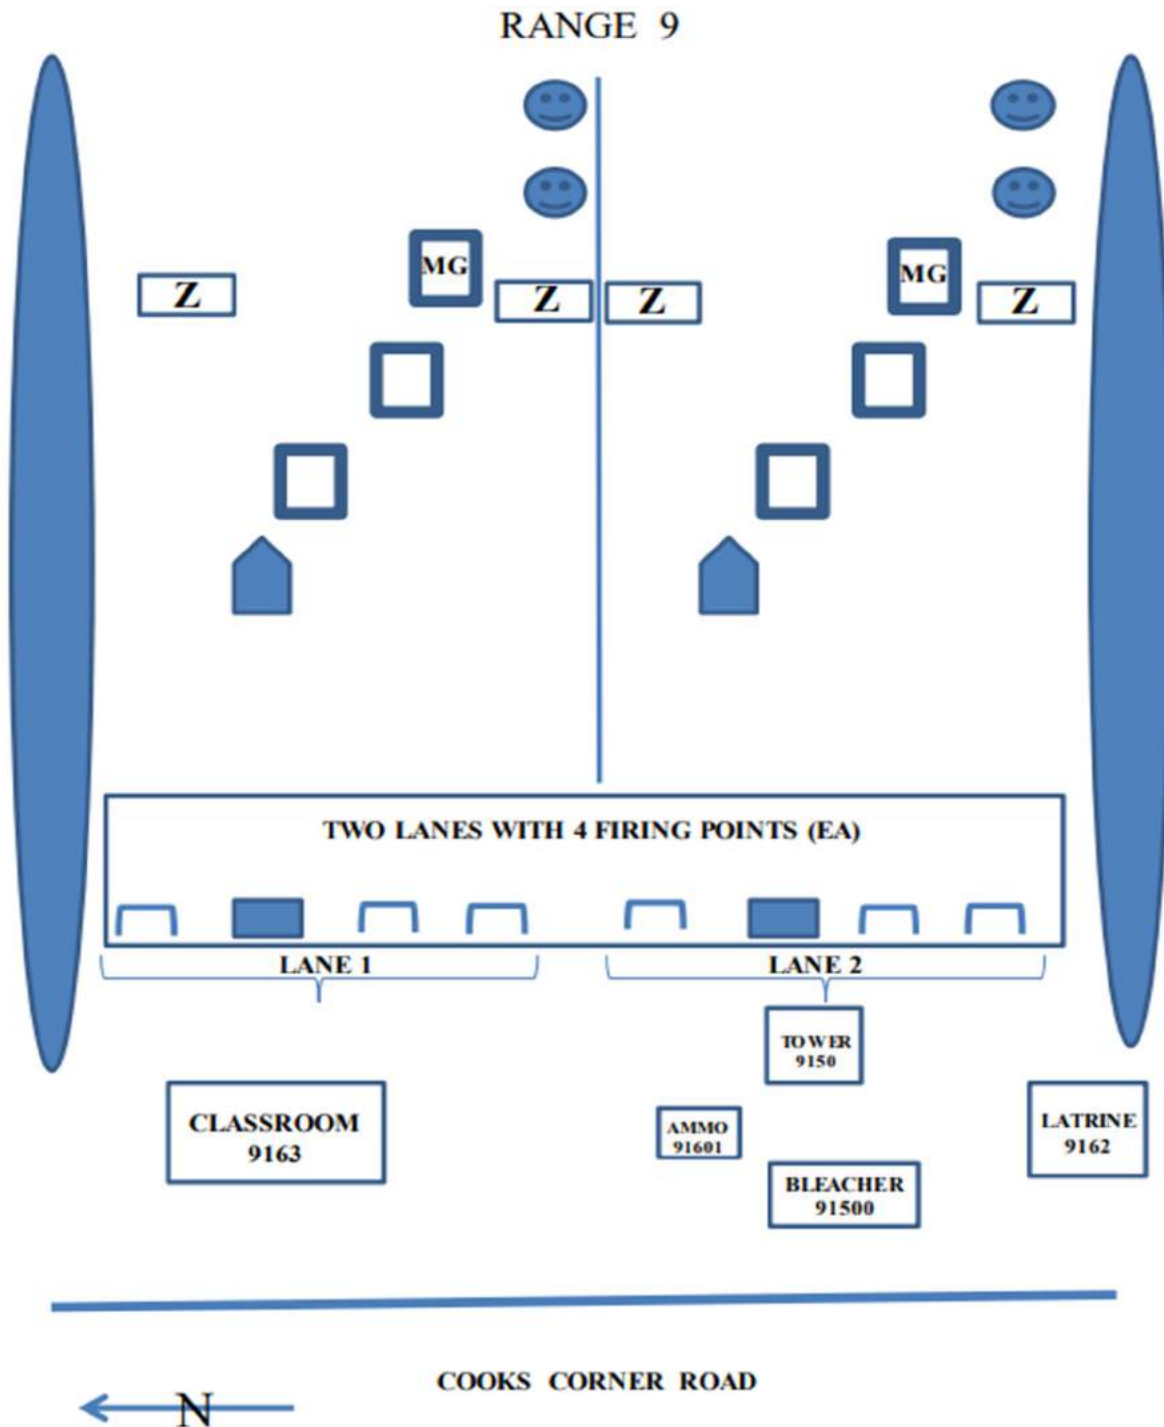 RANGE 9
MG
MG
Z
Z
Z
Z
TWO LANES WITH 4 FIRING POINTS (EA)
LANE 1
LANE 2
TOWER
9150
CLASSROOM
9163
AMMO
91601
LATRINE
9162
BLEACHER
91500
COOKS CORNER ROAD
N